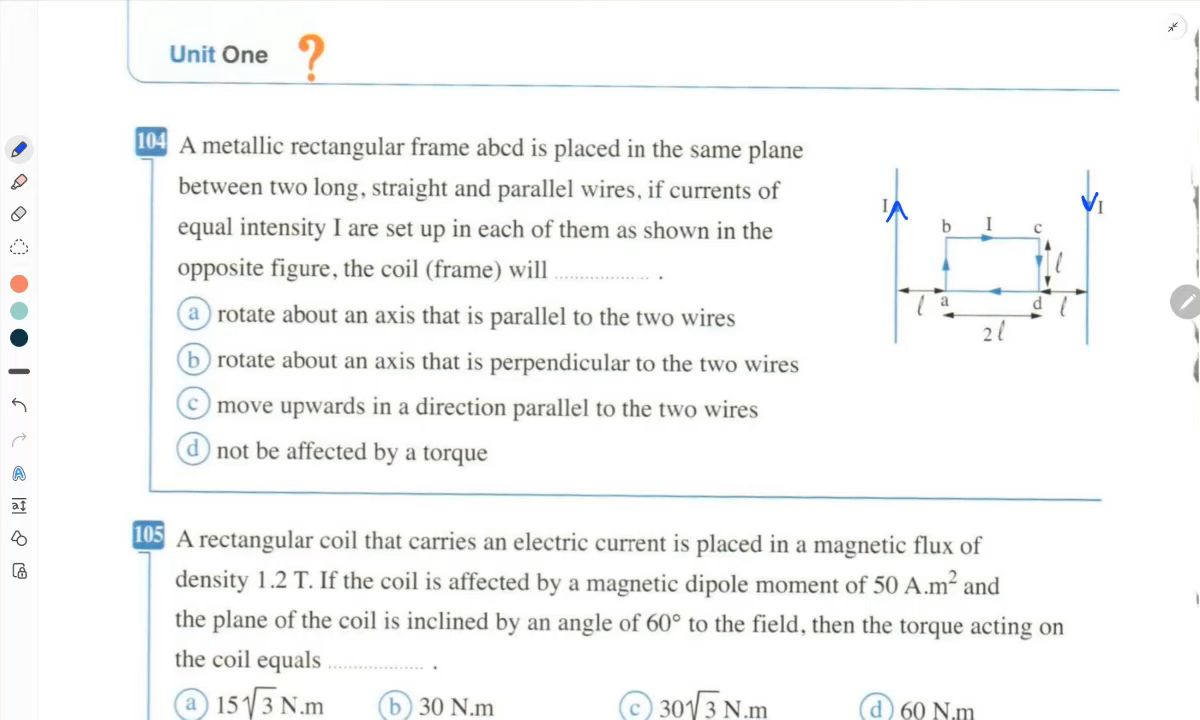 Unit One ?
104 A metallic rectangular frame abcd is placed in the same plane
between two long, straight and parallel wires, if currents of
equal intensity I are set up in each of them as shown in the
opposite figure, the coil (frame) will .................. .
a rotate about an axis that is parallel to the two wires
b rotate about an axis that is perpendicular to the two wires
c move upwards in a direction parallel to the two wires
d not be affected by a torque
I I
b I c
ℓ
a d
ℓ ℓ
2ℓ
105 A rectangular coil that carries an electric current is placed in a magnetic flux of
density 1.2 T. If the coil is affected by a magnetic dipole moment of 50 A.m² and
the plane of the coil is inclined by an angle of 60° to the field, then the torque acting on
the coil equals .................. .
a 15√3 N.m b 30 N.m c 30√3 N.m d 60 N.m